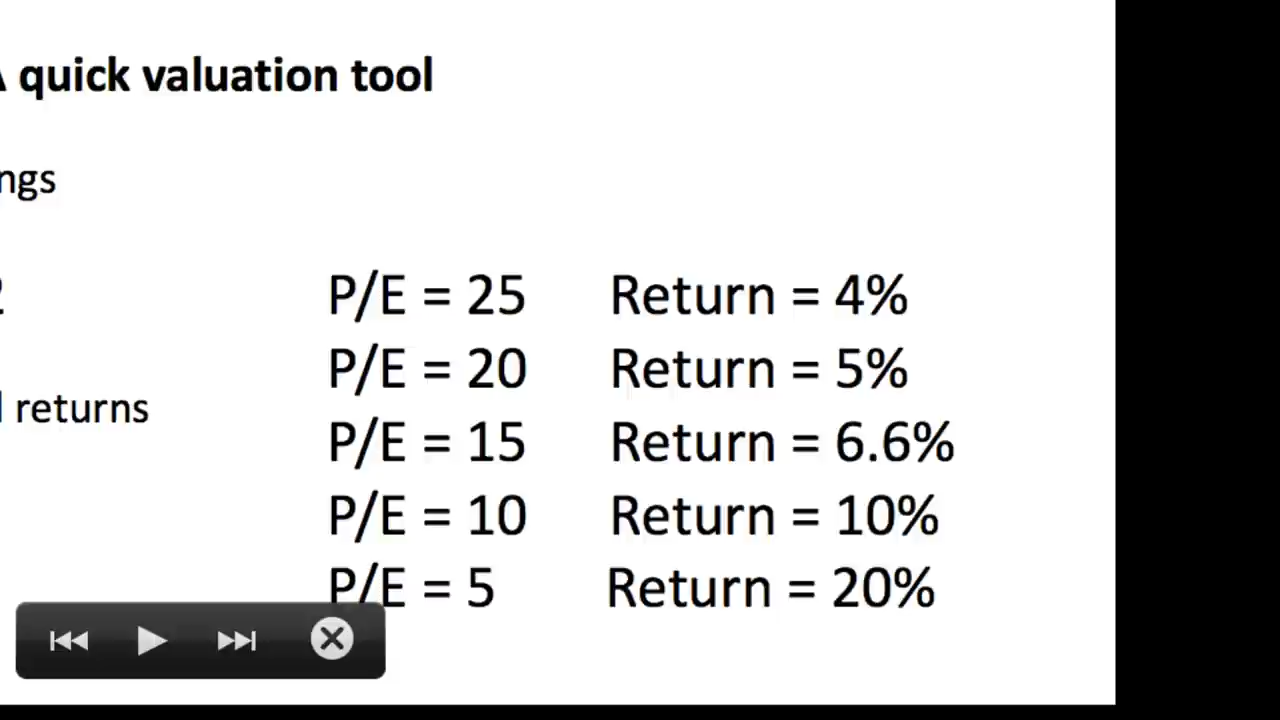 quick valuation tool
P/E = 25 Return = 4%
P/E = 20 Return = 5%
returns
P/E = 15 Return = 6.6%
P/E = 10 Return = 10%
P/E = 5 Return = 20%